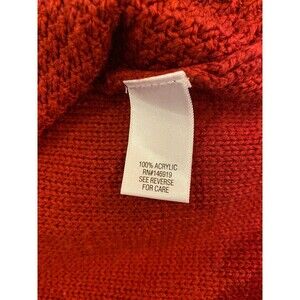 100% ACRYLIC
RN#146919
SEE REVERSE
FOR CARE